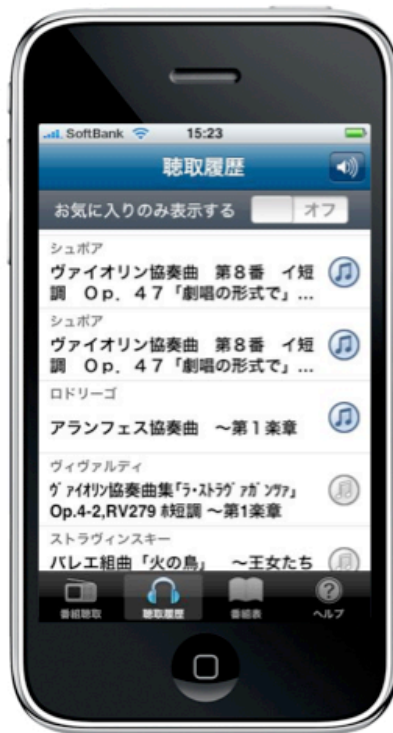 SoftBank 15:23
聴取履歴
お気に入りのみ表示する オフ
シュポア
ヴァイオリン協奏曲 第8番 イ短
調 Op. 47「劇唱の形式で」...
シュポア
ヴァイオリン協奏曲 第8番 イ短
調 Op. 47「劇唱の形式で」...
ロドリーゴ
アランフェス協奏曲 ～第1楽章
ヴィヴァルディ
ヴァイオリン協奏曲集「ラ・ストラヴァガンツァ」
Op.4-2,RV279 ホ短調 ～第1楽章
ストラヴィンスキー
バレエ組曲「火の鳥」 ～王女たち
番組聴取 聴取履歴 番組表 ヘルプ